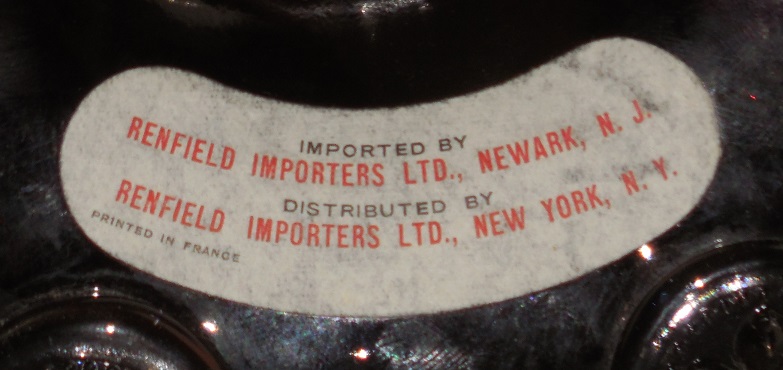 IMPORTED BY
RENFIELD IMPORTERS LTD., NEWARK, N. J.
DISTRIBUTED BY
RENFIELD IMPORTERS LTD., NEW YORK, N. Y.
PRINTED IN FRANCE